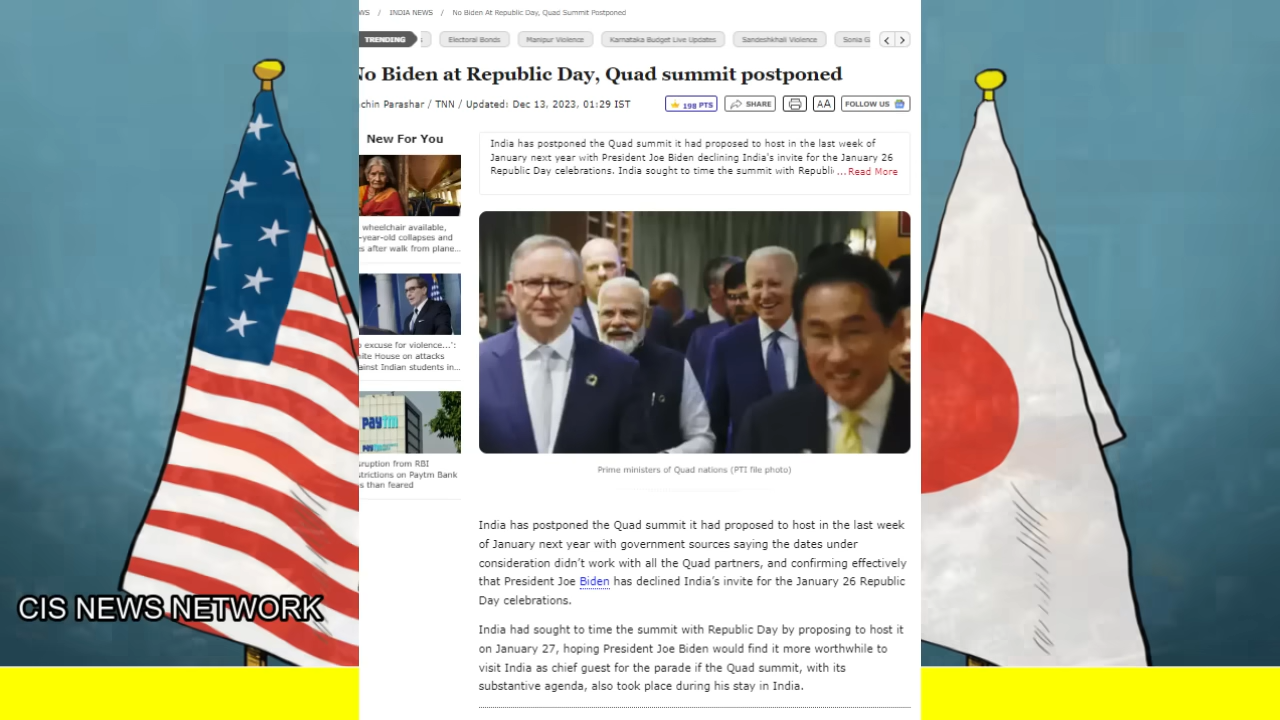 WS / INDIA NEWS / No Biden At Republic Day, Quad Summit Postponed
TRENDING Electoral Bonds Manipur Violence Karnataka Budget Live Updates Sandeshkhali Violence Sonia G
No Biden at Republic Day, Quad summit postponed
chin Parashar / TNN / Updated: Dec 13, 2023, 01:29 IST 198 PTS SHARE AA FOLLOW US
New For You
wheelchair available,
-year-old collapses and
s after walk from plane...
o excuse for violence...':
ite House on attacks
ainst Indian students in...
paytm
sruption from RBI
strictions on Paytm Bank
s than feared
India has postponed the Quad summit it had proposed to host in the last week of
January next year with President Joe Biden declining India's invite for the January 26
Republic Day celebrations. India sought to time the summit with Republi ...Read More
Prime ministers of Quad nations (PTI file photo)
India has postponed the Quad summit it had proposed to host in the last week
of January next year with government sources saying the dates under
consideration didn't work with all the Quad partners, and confirming effectively
that President Joe Biden has declined India's invite for the January 26 Republic
Day celebrations.
India had sought to time the summit with Republic Day by proposing to host it
on January 27, hoping President Joe Biden would find it more worthwhile to
visit India as chief guest for the parade if the Quad summit, with its
substantive agenda, also took place during his stay in India.
CIS NEWS NETWORK